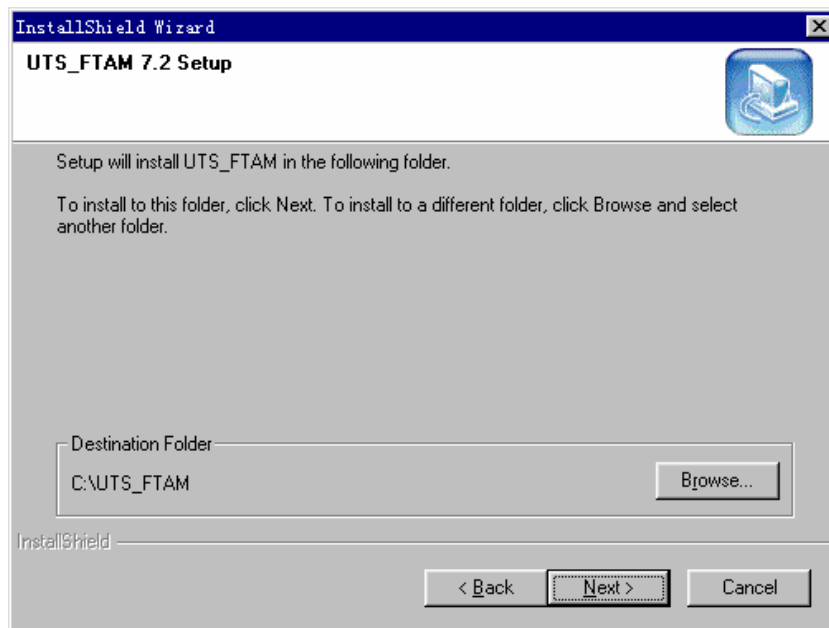 InstallShield Wizard
UTS_FTAM 7.2 Setup
Setup will install UTS_FTAM in the following folder.
To install to this folder, click Next. To install to a different folder, click Browse and select
another folder.
Destination Folder
C:\UTS_FTAM
Browse...
InstallShield
< Back
Next >
Cancel